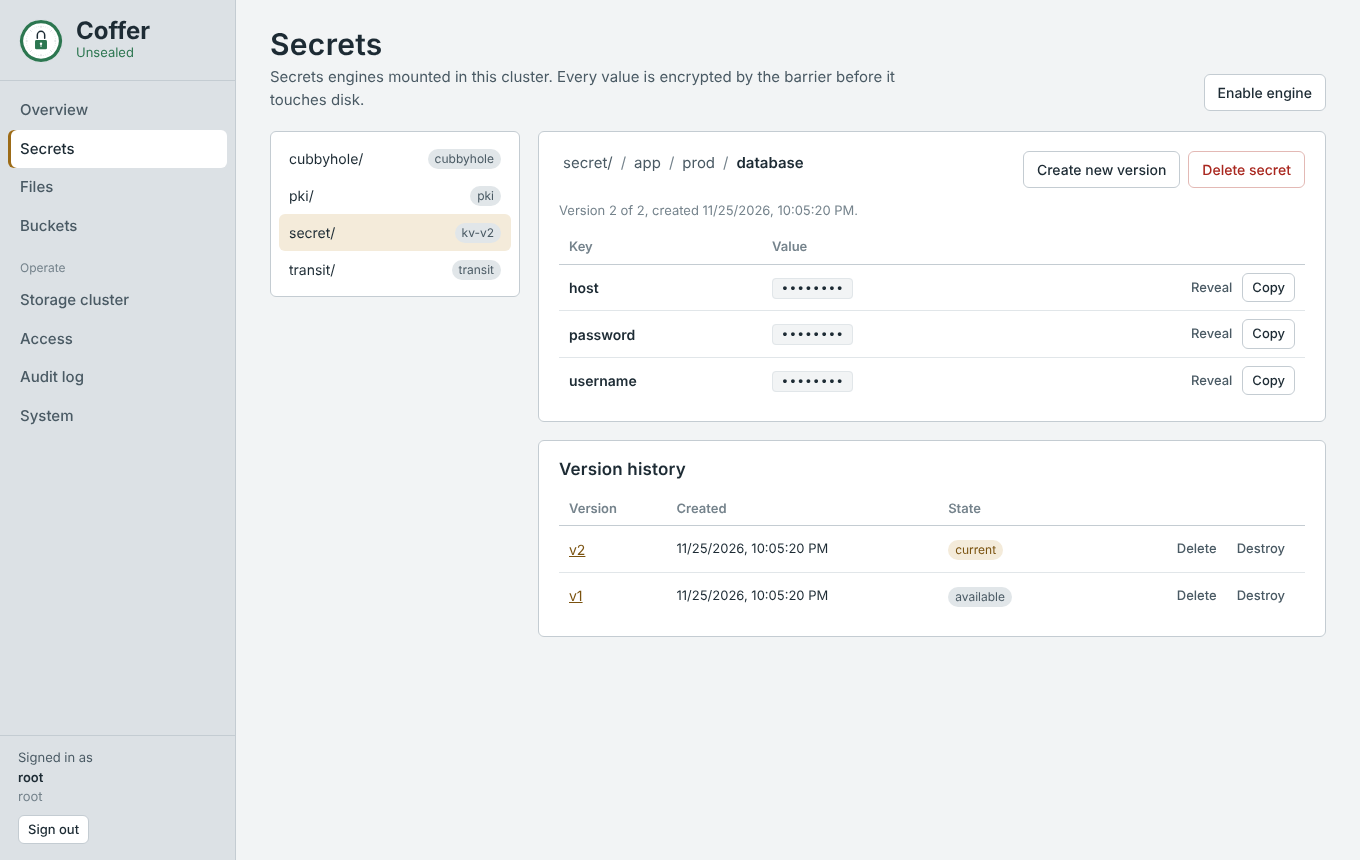 Coffer
Unsealed
Overview
Secrets
Files
Buckets
Operate
Storage cluster
Access
Audit log
System
Signed in as
root
root
Sign out
Secrets
Secrets engines mounted in this cluster. Every value is encrypted by the barrier before it
touches disk.
Enable engine
cubbyhole/ cubbyhole
pki/ pki
secret/ kv-v2
transit/ transit
secret/ / app / prod / database
Create new version Delete secret
Version 2 of 2, created 11/25/2026, 10:05:20 PM.
Key Value
host •••••••• Reveal Copy
password •••••••• Reveal Copy
username •••••••• Reveal Copy
Version history
Version Created State
v2 11/25/2026, 10:05:20 PM current Delete Destroy
v1 11/25/2026, 10:05:20 PM available Delete Destroy